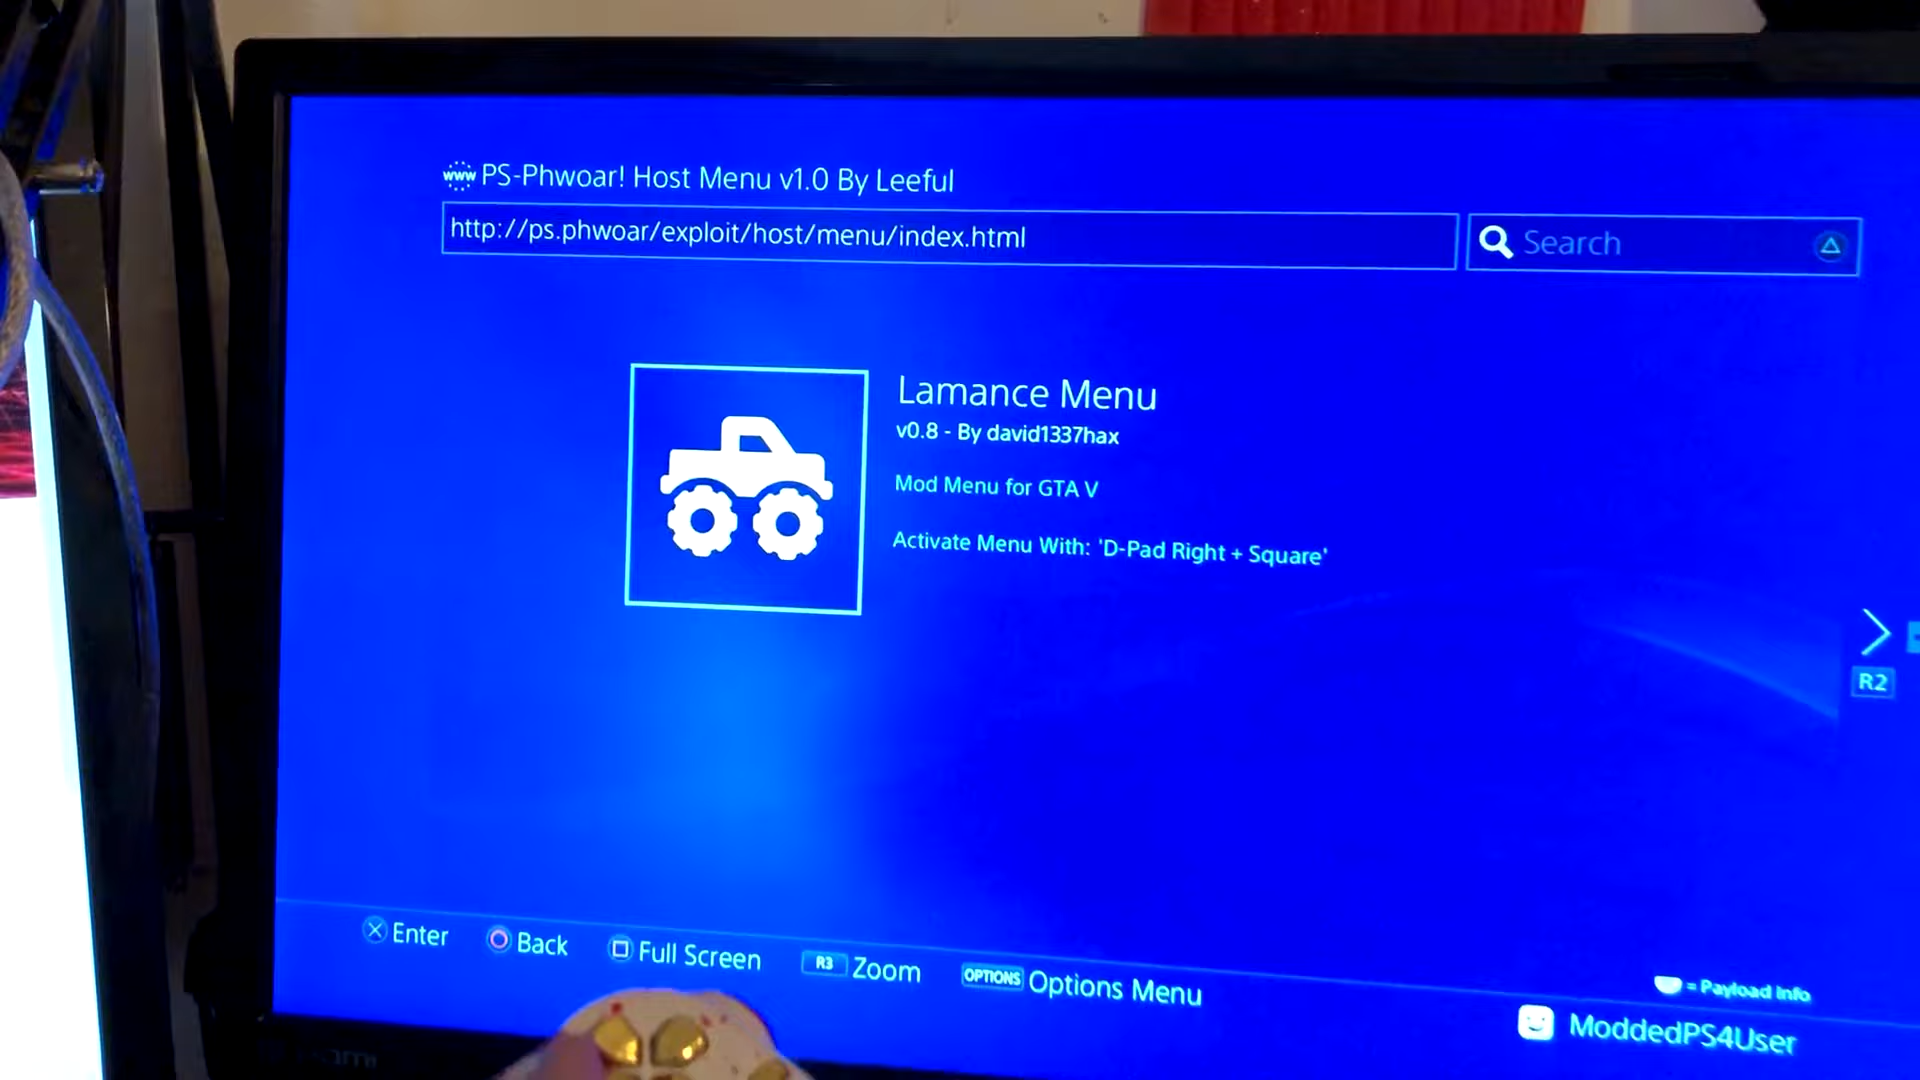 www PS-Phwoar! Host Menu v1.0 By Leeful
http://ps.phwoar/exploit/host/menu/index.html
Search
Lamance Menu
v0.8 - By david1337hax
Mod Menu for GTA V
Activate Menu With: 'D-Pad Right + Square'
R2
Enter
Back
Full Screen
R3 Zoom
OPTIONS Options Menu
= Payload Info
ModdedPS4User